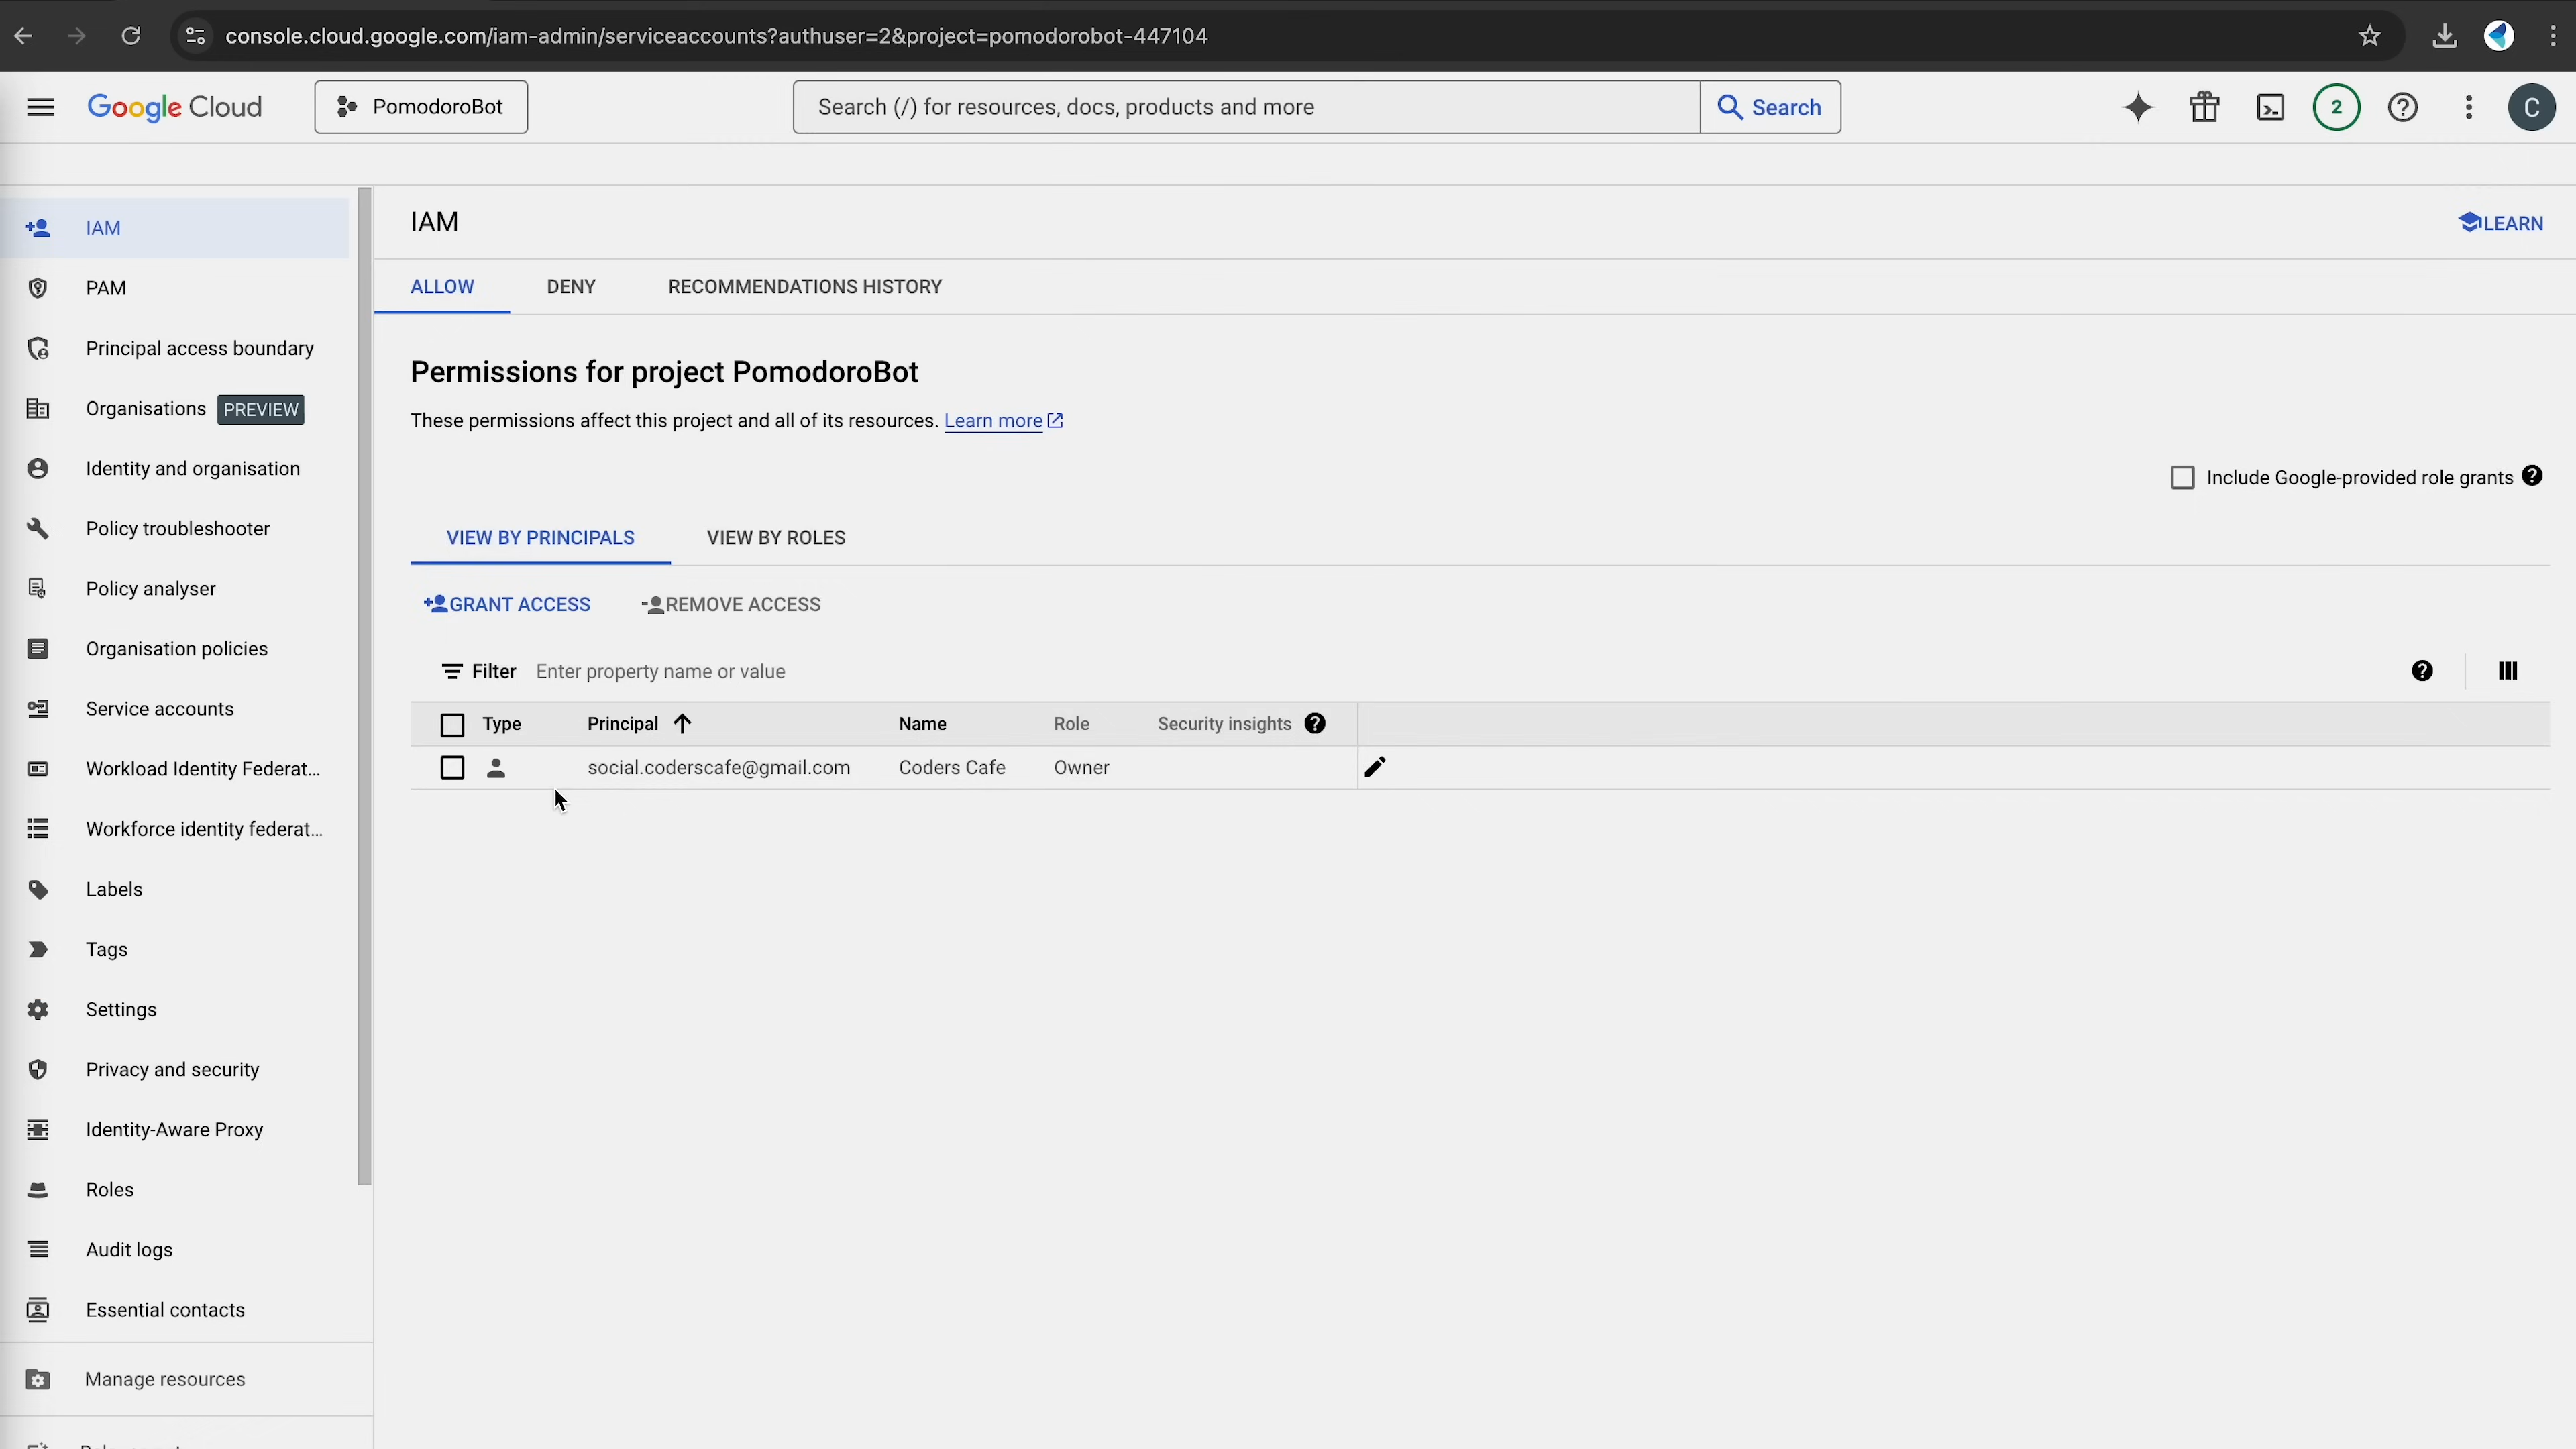 console.cloud.google.com/iam-admin/serviceaccounts?authuser=2&project=pomodorobot-447104
Google Cloud
PomodoroBot
Search (/) for resources, docs, products and more
Search
2
C
IAM
PAM
Principal access boundary
Organisations PREVIEW
Identity and organisation
Policy troubleshooter
Policy analyser
Organisation policies
Service accounts
Workload Identity Federat...
Workforce identity federat...
Labels
Tags
Settings
Privacy and security
Identity-Aware Proxy
Roles
Audit logs
Essential contacts
Manage resources
IAM
LEARN
ALLOW DENY RECOMMENDATIONS HISTORY
Permissions for project PomodoroBot
These permissions affect this project and all of its resources. Learn more
Include Google-provided role grants
VIEW BY PRINCIPALS VIEW BY ROLES
GRANT ACCESS REMOVE ACCESS
Filter Enter property name or value
Type Principal Name Role Security insights
social.coderscafe@gmail.com Coders Cafe Owner